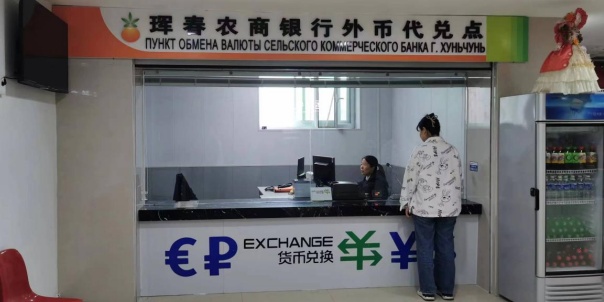 EXCHANGE
珲春农商银行外币代兑点
ПУНКТ ОБМЕНА ВАЛЮТЫ СЕЛЬСКОГО КОММЕРЧЕСКОГО БАНКА Г. ХУНЬЧУНЬ
€₽ EXCHANGE ¥
货币兑换